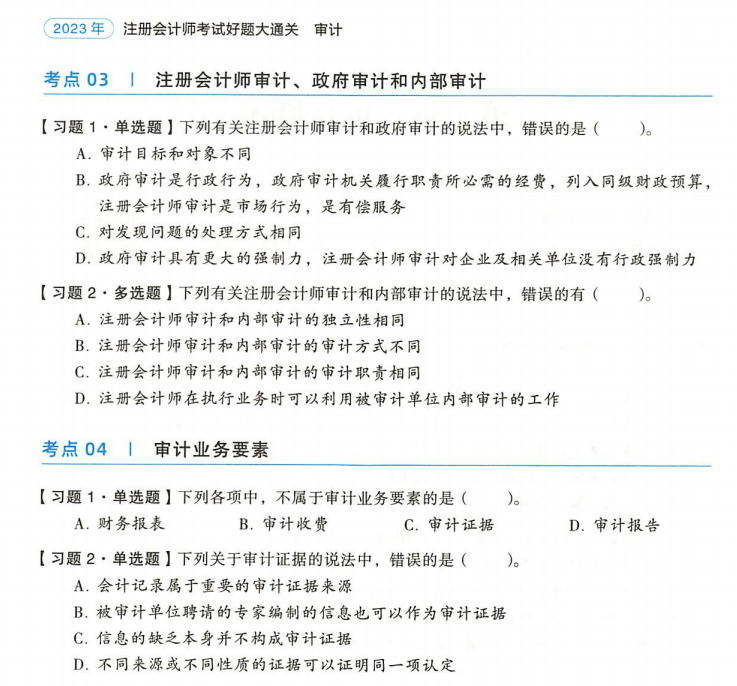 2023年 注册会计师考试好题大通关 审计
考点 03 | 注册会计师审计、政府审计和内部审计
【习题 1·单选题】下列有关注册会计师审计和政府审计的说法中，错误的是（ ）。
A. 审计目标和对象不同
B. 政府审计是行政行为，政府审计机关履行职责所必需的经费，列入同级财政预算，
注册会计师审计是市场行为，是有偿服务
C. 对发现问题的处理方式相同
D. 政府审计具有更大的强制力，注册会计师审计对企业及相关单位没有行政强制力
【习题 2·多选题】下列有关注册会计师审计和内部审计的说法中，错误的有（ ）。
A. 注册会计师审计和内部审计的独立性相同
B. 注册会计师审计和内部审计的审计方式不同
C. 注册会计师审计和内部审计的审计职责相同
D. 注册会计师在执行业务时可以利用被审计单位内部审计的工作
考点 04 | 审计业务要素
【习题 1·单选题】下列各项中，不属于审计业务要素的是（ ）。
A. 财务报表 B. 审计收费 C. 审计证据 D. 审计报告
【习题 2·单选题】下列关于审计证据的说法中，错误的是（ ）。
A. 会计记录属于重要的审计证据来源
B. 被审计单位聘请的专家编制的信息也可以作为审计证据
C. 信息的缺乏本身并不构成审计证据
D. 不同来源或不同性质的证据可以证明同一项认定